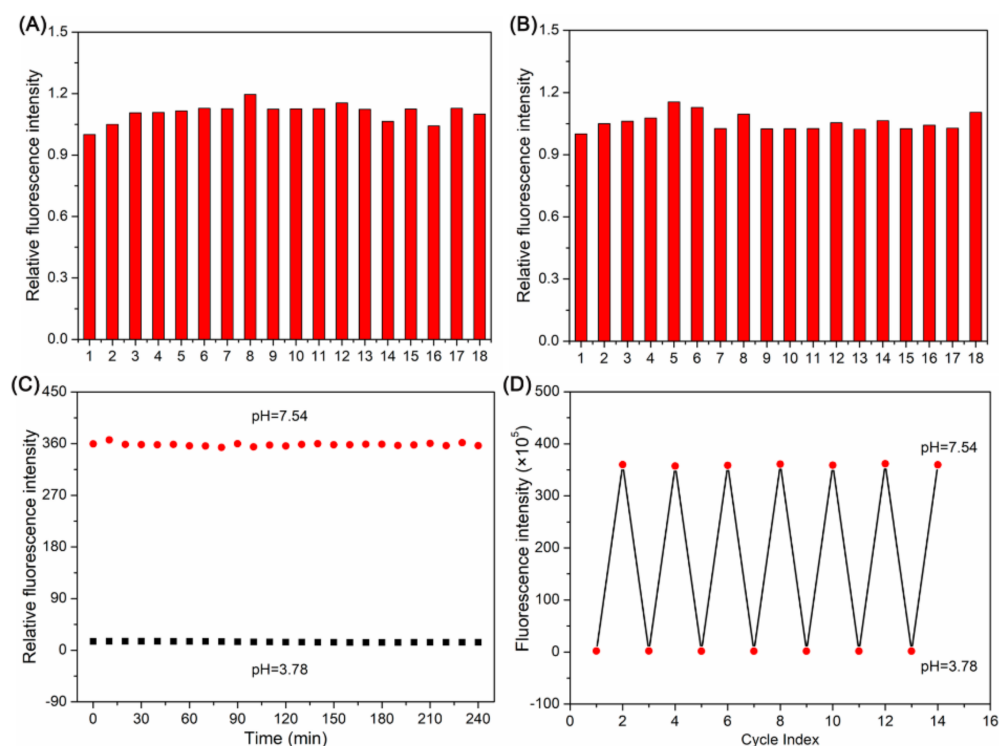 (A)
1.5
1.2
0.9
0.6
0.3
0.0
Relative fluorescence intensity
1 2 3 4 5 6 7 8 9 10 11 12 13 14 15 16 17 18
(B)
1.5
1.2
0.9
0.6
0.3
0.0
Relative fluorescence intensity
1 2 3 4 5 6 7 8 9 10 11 12 13 14 15 16 17 18
(C)
450
360
270
180
90
0
-90
Relative fluorescence intensity
pH=7.54
pH=3.78
0 30 60 90 120 150 180 210 240
Time (min)
(D)
500
400
300
200
100
0
-100
Fluorescence intensity (×10⁵)
pH=7.54
pH=3.78
0 2 4 6 8 10 12 14 16
Cycle Index